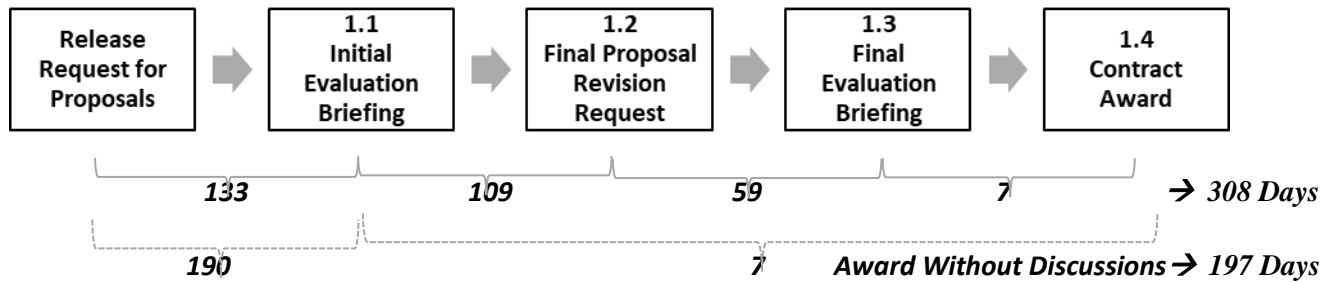 Release
Request for
Proposals
1.1
Initial
Evaluation
Briefing
1.2
Final Proposal
Revision
Request
1.3
Final
Evaluation
Briefing
1.4
Contract
Award
133 109 59 7 → 308 Days
190 7 Award Without Discussions → 197 Days